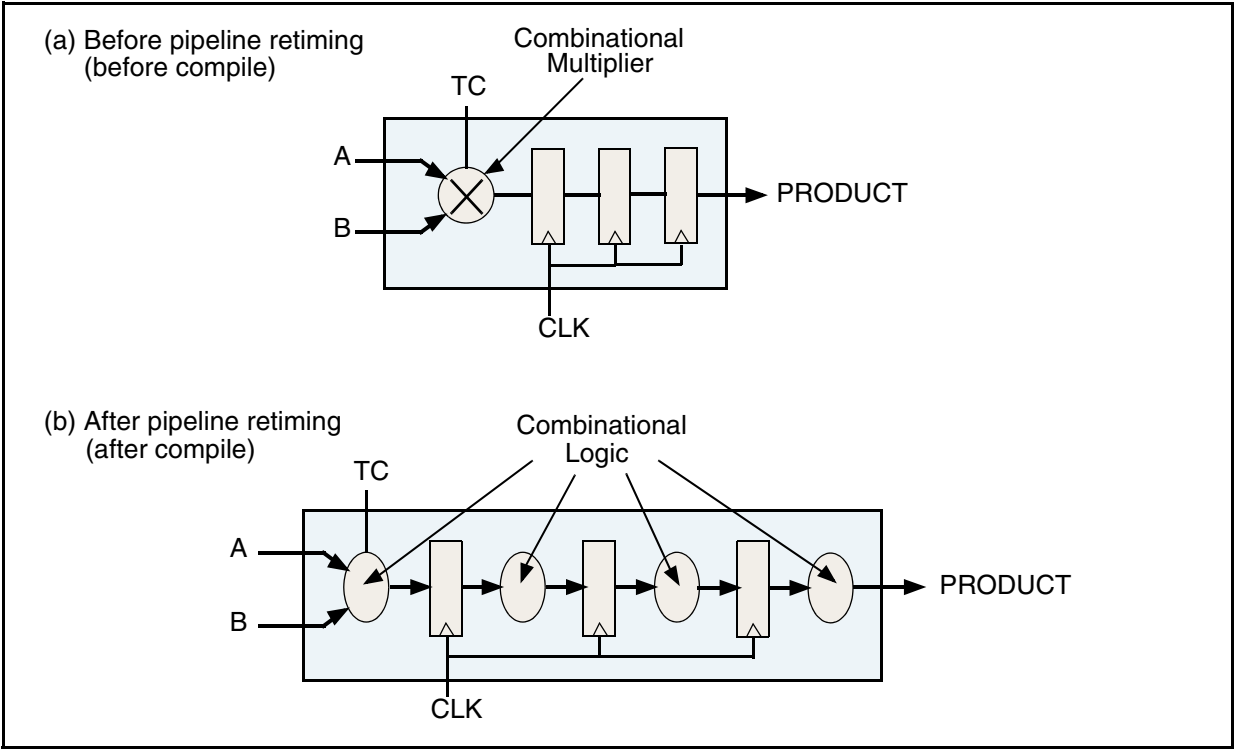 (a) Before pipeline retiming
(before compile)
Combinational
Multiplier
TC
A
B
PRODUCT
CLK
(b) After pipeline retiming
(after compile)
Combinational
Logic
TC
A
B
PRODUCT
CLK